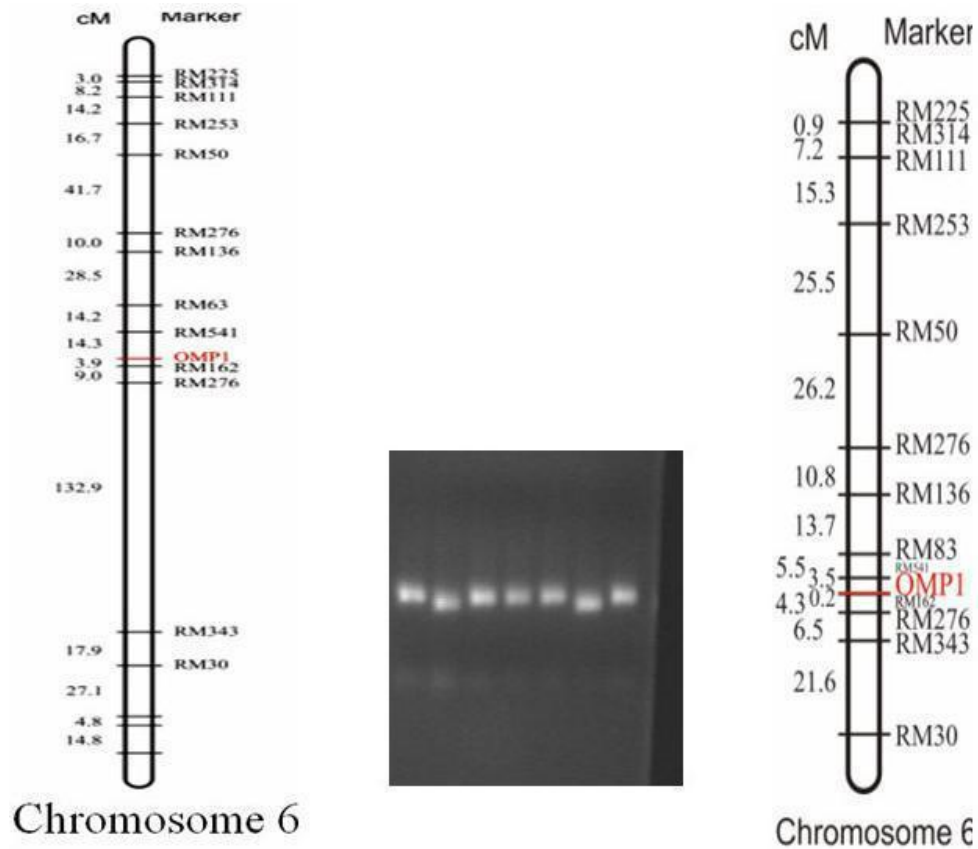 cM Marker
RM225
3.0 RM314
8.2 RM111
14.2
RM253
16.7
RM50
41.7
RM276
10.0 RM136
28.5
RM63
14.2
RM541
14.3
OMP1
3.9 RM162
9.0 RM276
132.9
RM343
17.9
RM30
27.1
4.8
14.8
Chromosome 6
cM Marker
RM225
0.9 RM314
7.2 RM111
15.3
RM253
25.5
RM50
26.2
RM276
10.8
RM136
13.7
RM83
5.5 RM541
3.5 OMP1
4.3 0.2 RM162
RM276
6.5 RM343
21.6
RM30
Chromosome 6